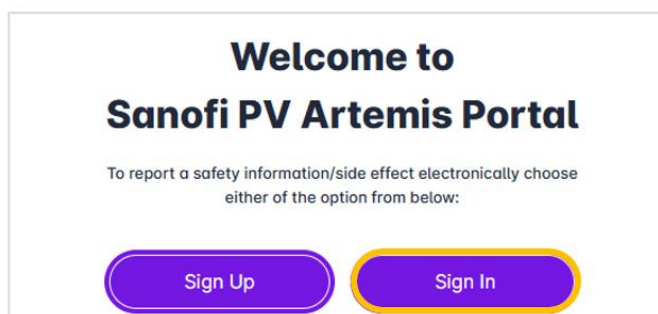 Welcome to
Sanofi PV Artemis Portal
To report a safety information/side effect electronically choose
either of the option from below:
Sign Up
Sign In